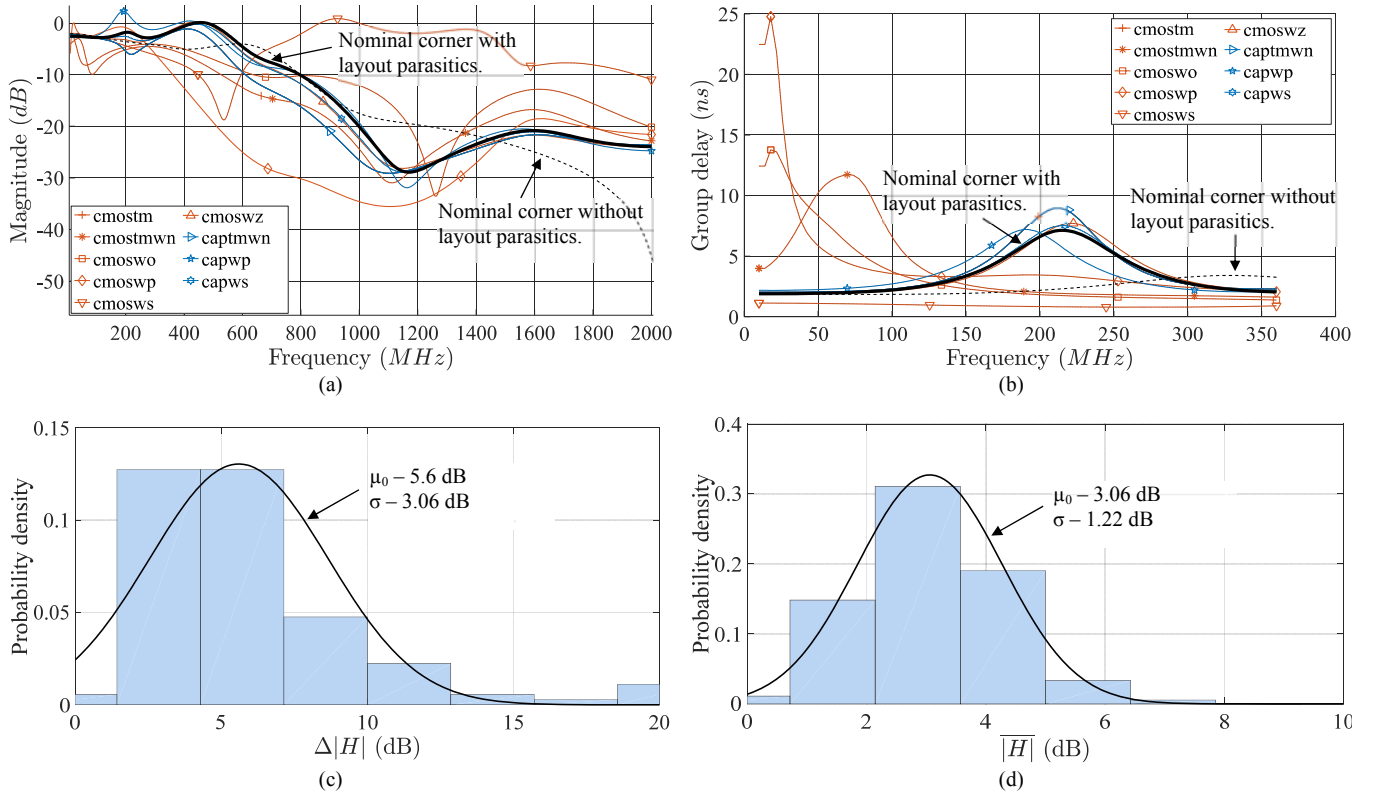 0
-10
-20
-30
-40
-50
Magnitude (dB)
Nominal corner with
layout parasitics.
Nominal corner without
layout parasitics.
cmostm
cmostmwn
cmoswo
cmoswp
cmosws
cmoswz
captmwn
capwp
capws
200 400 600 800 1000 1200 1400 1600 1800 2000
Frequency (MHz)
(a)
25
20
15
10
5
0
Group delay (ns)
cmostm
cmostmwn
cmoswo
cmoswp
cmosws
cmoswz
captmwn
capwp
capws
Nominal corner with
layout parasitics.
Nominal corner without
layout parasitics.
0 50 100 150 200 250 300 350 400
Frequency (MHz)
(b)
0.15
0.1
0.05
0
Probability density
μ0 – 5.6 dB
σ – 3.06 dB
0 5 10 15 20
Δ|H| (dB)
(c)
0.4
0.3
0.2
0.1
0
Probability density
μ0 – 3.06 dB
σ – 1.22 dB
0 2 4 6 8 10
|H| (dB)
(d)